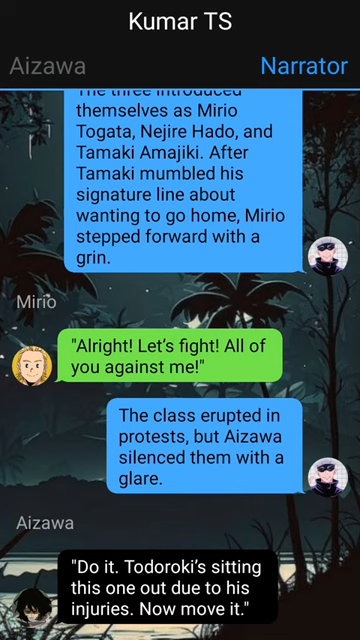 Kumar TS
Aizawa
Narrator
The three introduced
themselves as Mirio
Togata, Nejire Hado, and
Tamaki Amajiki. After
Tamaki mumbled his
signature line about
wanting to go home, Mirio
stepped forward with a
grin.
Mirio
"Alright! Let's fight! All of
you against me!"
The class erupted in
protests, but Aizawa
silenced them with a
glare.
Aizawa
"Do it. Todoroki's sitting
this one out due to his
injuries. Now move it."